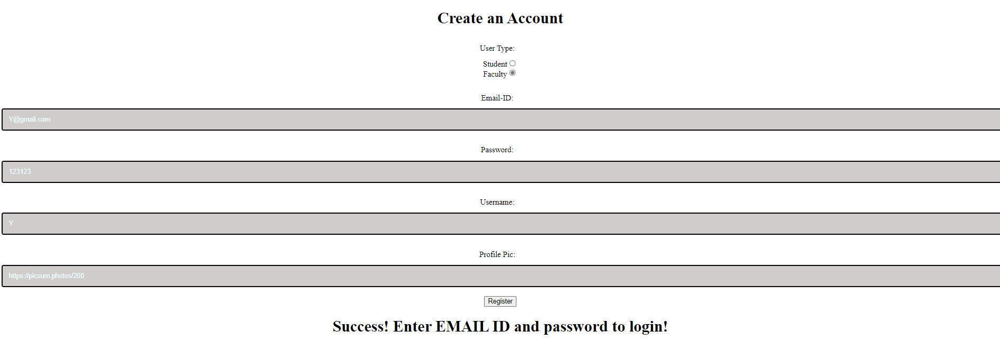 Create an Account
User Type:
Student
Faculty
Email-ID:
Y@gmail.com
Password:
123123
Username:
Y
Profile Pic:
https://picsum.photos/200
Register
Success! Enter EMAIL ID and password to login!